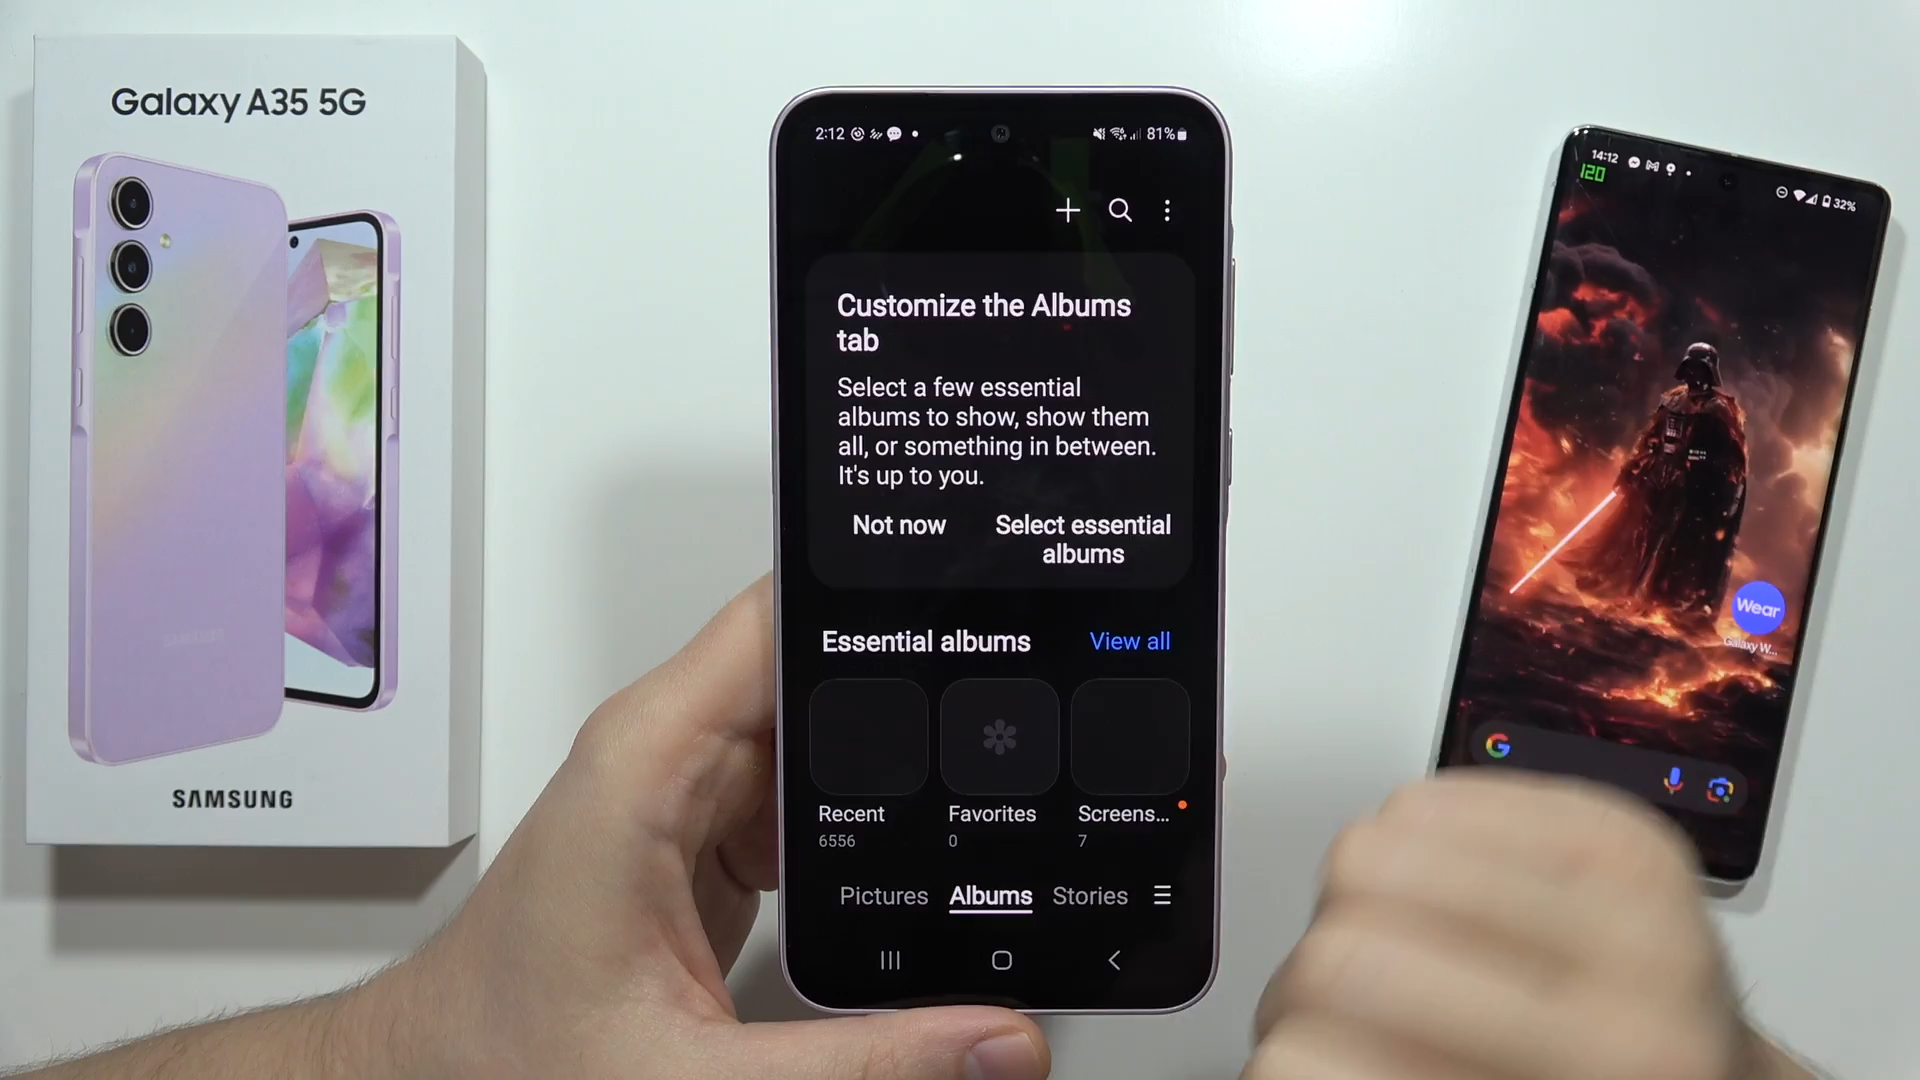 Galaxy A35 5G
SAMSUNG
2:12
81%
Customize the Albums
tab
Select a few essential
albums to show, show them
all, or something in between.
It's up to you.
Not now
Select essential
albums
Essential albums
View all
Recent
6556
Favorites
0
Screens...
7
Pictures
Albums
Stories
14:12
120
32%
Wear
Galaxy W...